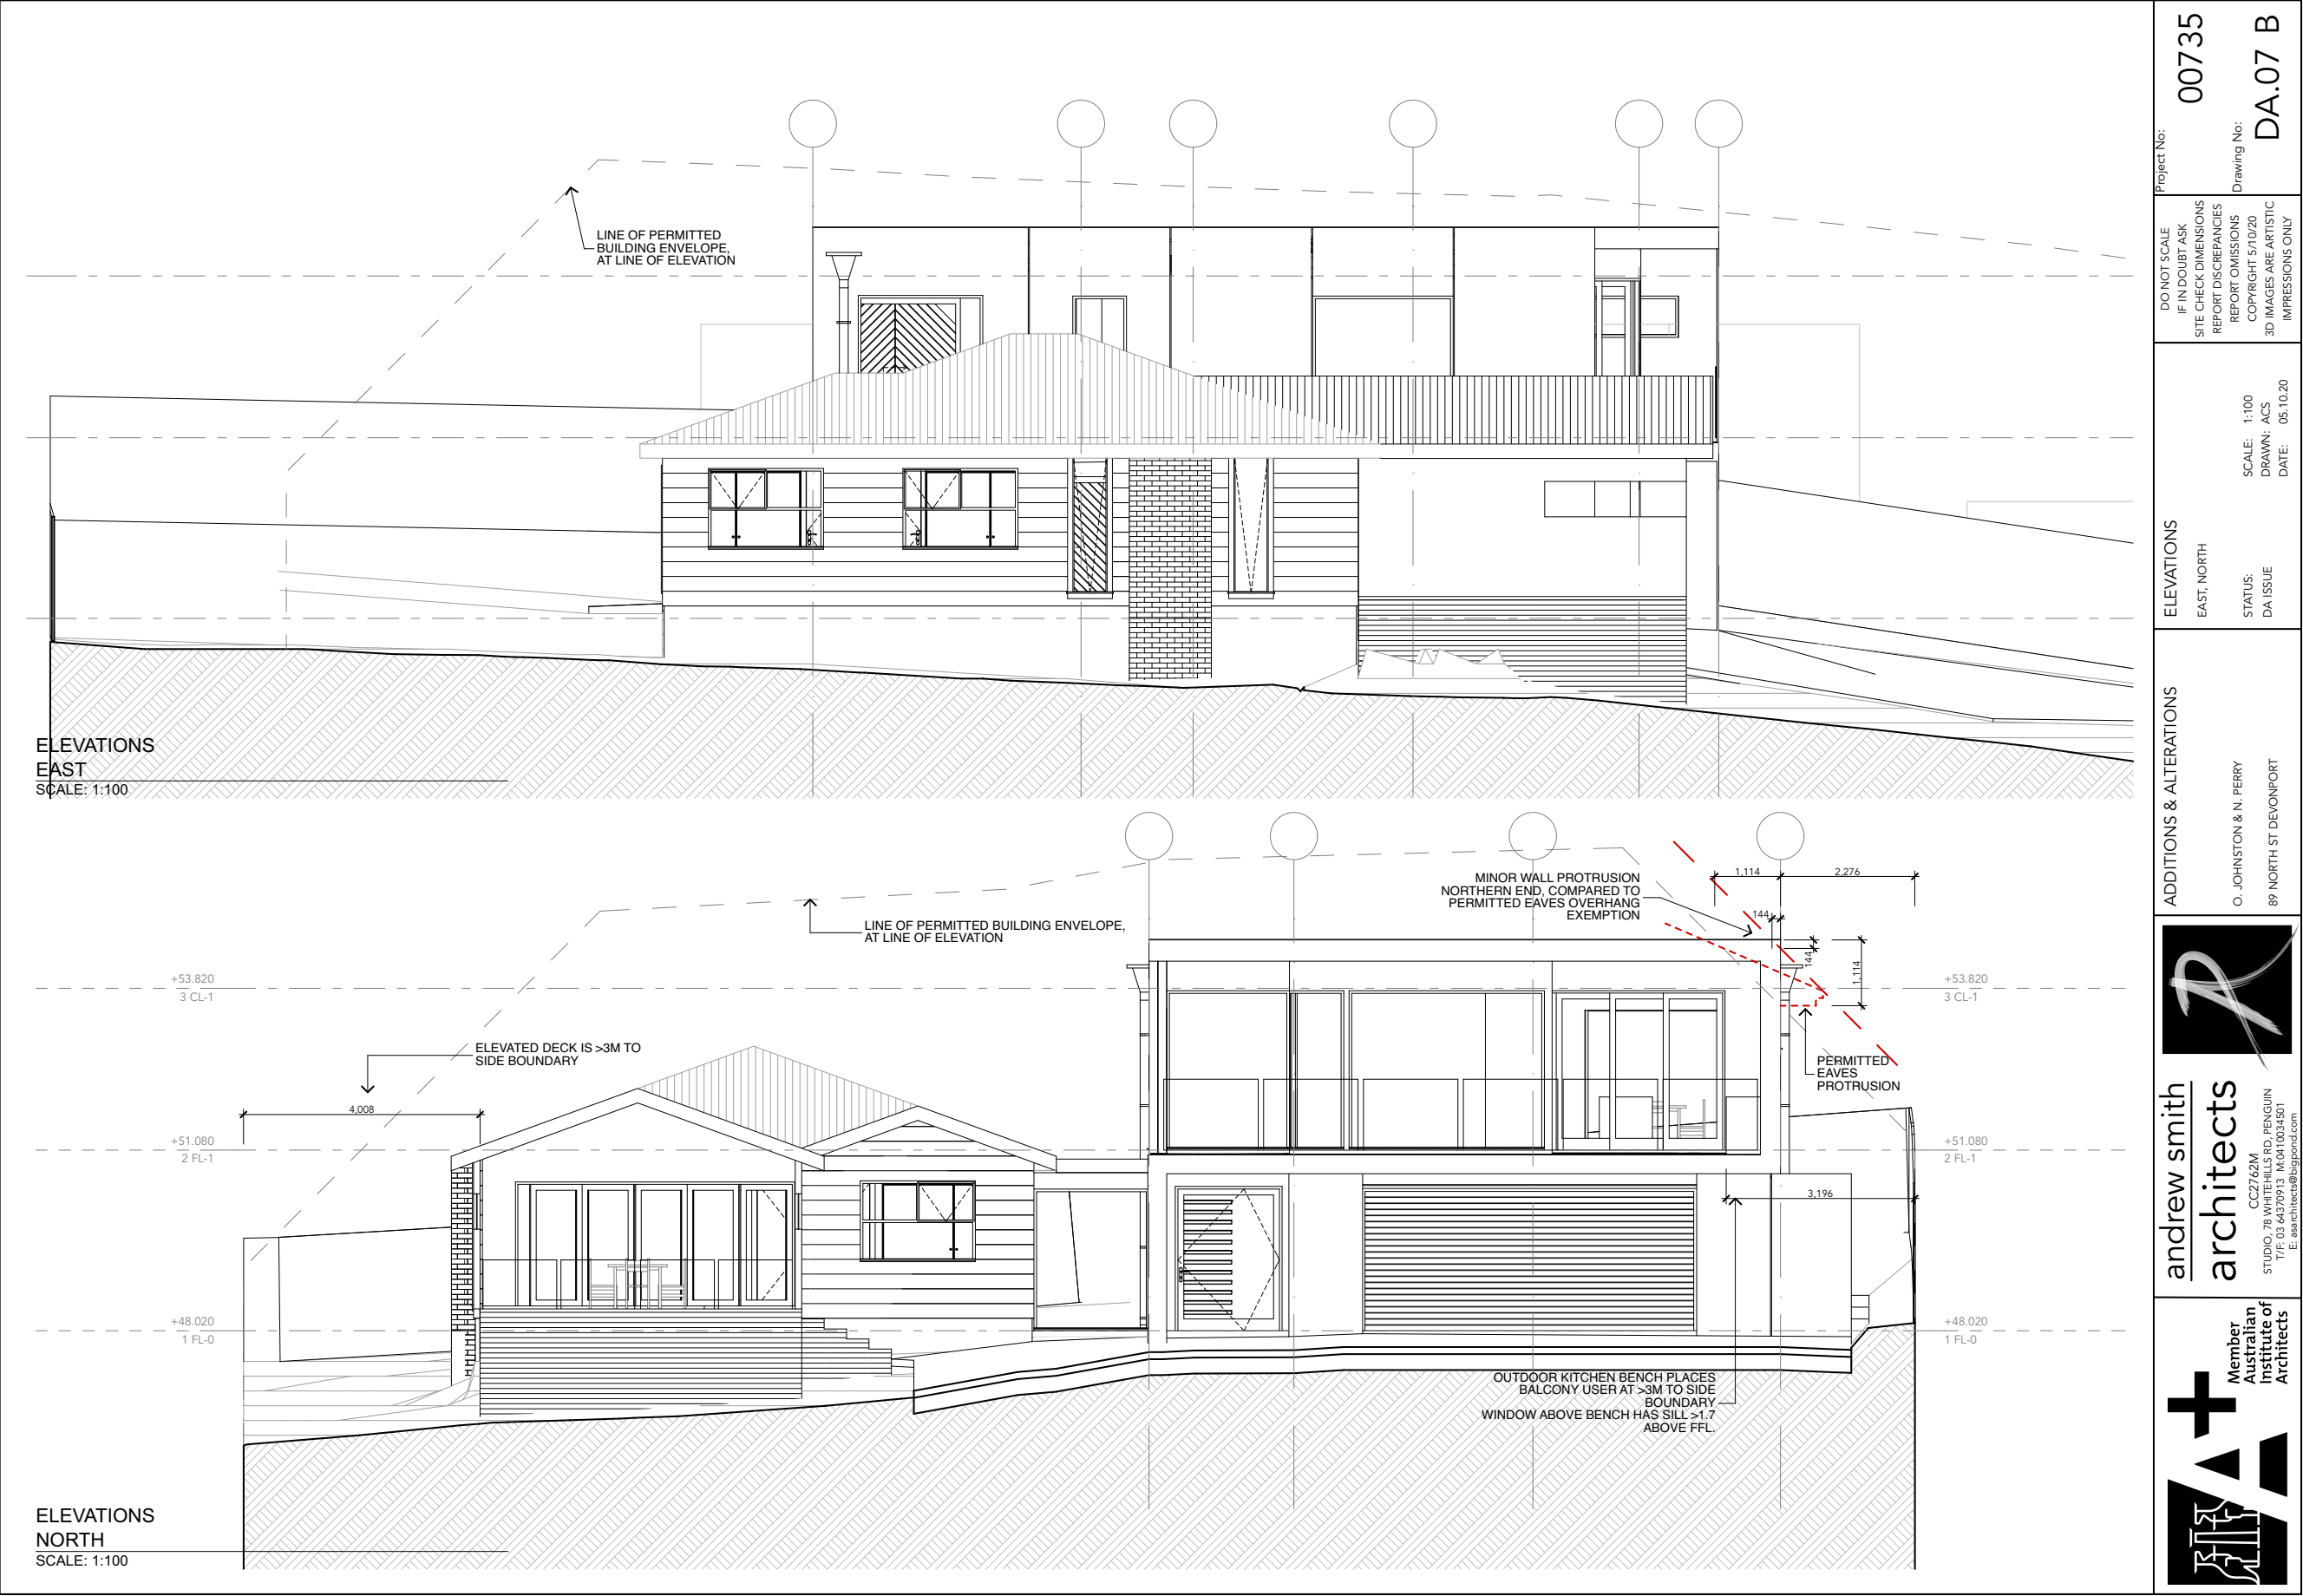 LINE OF PERMITTED
BUILDING ENVELOPE,
AT LINE OF ELEVATION
ELEVATIONS
EAST
SCALE: 1:100
MINOR WALL PROTRUSION
NORTHERN END, COMPARED TO
PERMITTED EAVES OVERHANG
EXEMPTION
1,114
2,276
144
144
1,114
LINE OF PERMITTED BUILDING ENVELOPE,
AT LINE OF ELEVATION
+53.820
3 CL-1
+53.820
3 CL-1
ELEVATED DECK IS >3M TO
SIDE BOUNDARY
PERMITTED
EAVES
PROTRUSION
4,008
+51.080
2 FL-1
+51.080
2 FL-1
3,196
+48.020
1 FL-0
+48.020
1 FL-0
OUTDOOR KITCHEN BENCH PLACES
BALCONY USER AT >3M TO SIDE
BOUNDARY
WINDOW ABOVE BENCH HAS SILL >1.7
ABOVE FFL.
ELEVATIONS
NORTH
SCALE: 1:100
Project No:
00735
Drawing No:
DA.07 B
DO NOT SCALE
IF IN DOUBT ASK
SITE CHECK DIMENSIONS
REPORT DISCREPANCIES
REPORT OMISSIONS
COPYRIGHT 5/10/20
3D IMAGES ARE ARTISTIC
IMPRESSIONS ONLY
ELEVATIONS
EAST, NORTH
STATUS:
DA ISSUE
SCALE: 1:100
DRAWN: ACS
DATE: 05.10.20
ADDITIONS & ALTERATIONS
O. JOHNSTON & N. PERRY
89 NORTH ST DEVONPORT
andrew smith
architects
CC2762M
STUDIO, 78 WHITEHILLS RD, PENGUIN
T/F: 03 64370913 M:0410034501
E: asarchitects@bigpond.com
A+
Member
Australian
Institute of
Architects